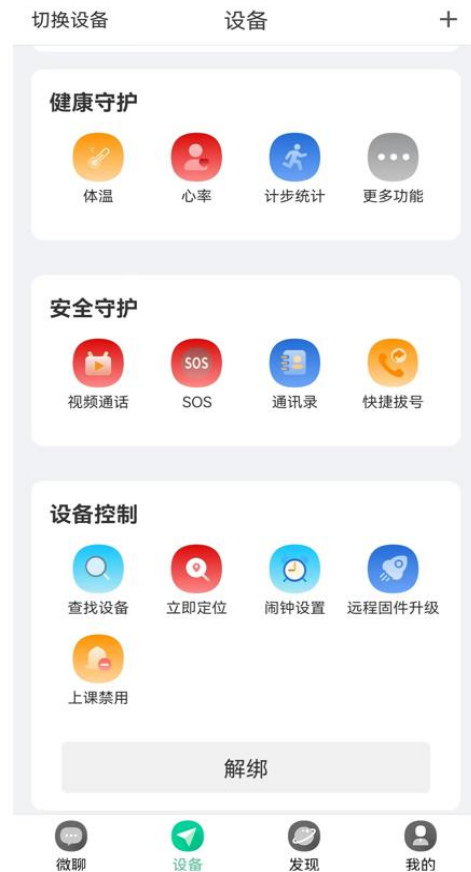 切换设备 设备 +
健康守护
体温 心率 计步统计 更多功能
安全守护
SOS
视频通话 SOS 通讯录 快捷拔号
设备控制
查找设备 立即定位 闹钟设置 远程固件升级
上课禁用
解绑
微聊 设备 发现 我的